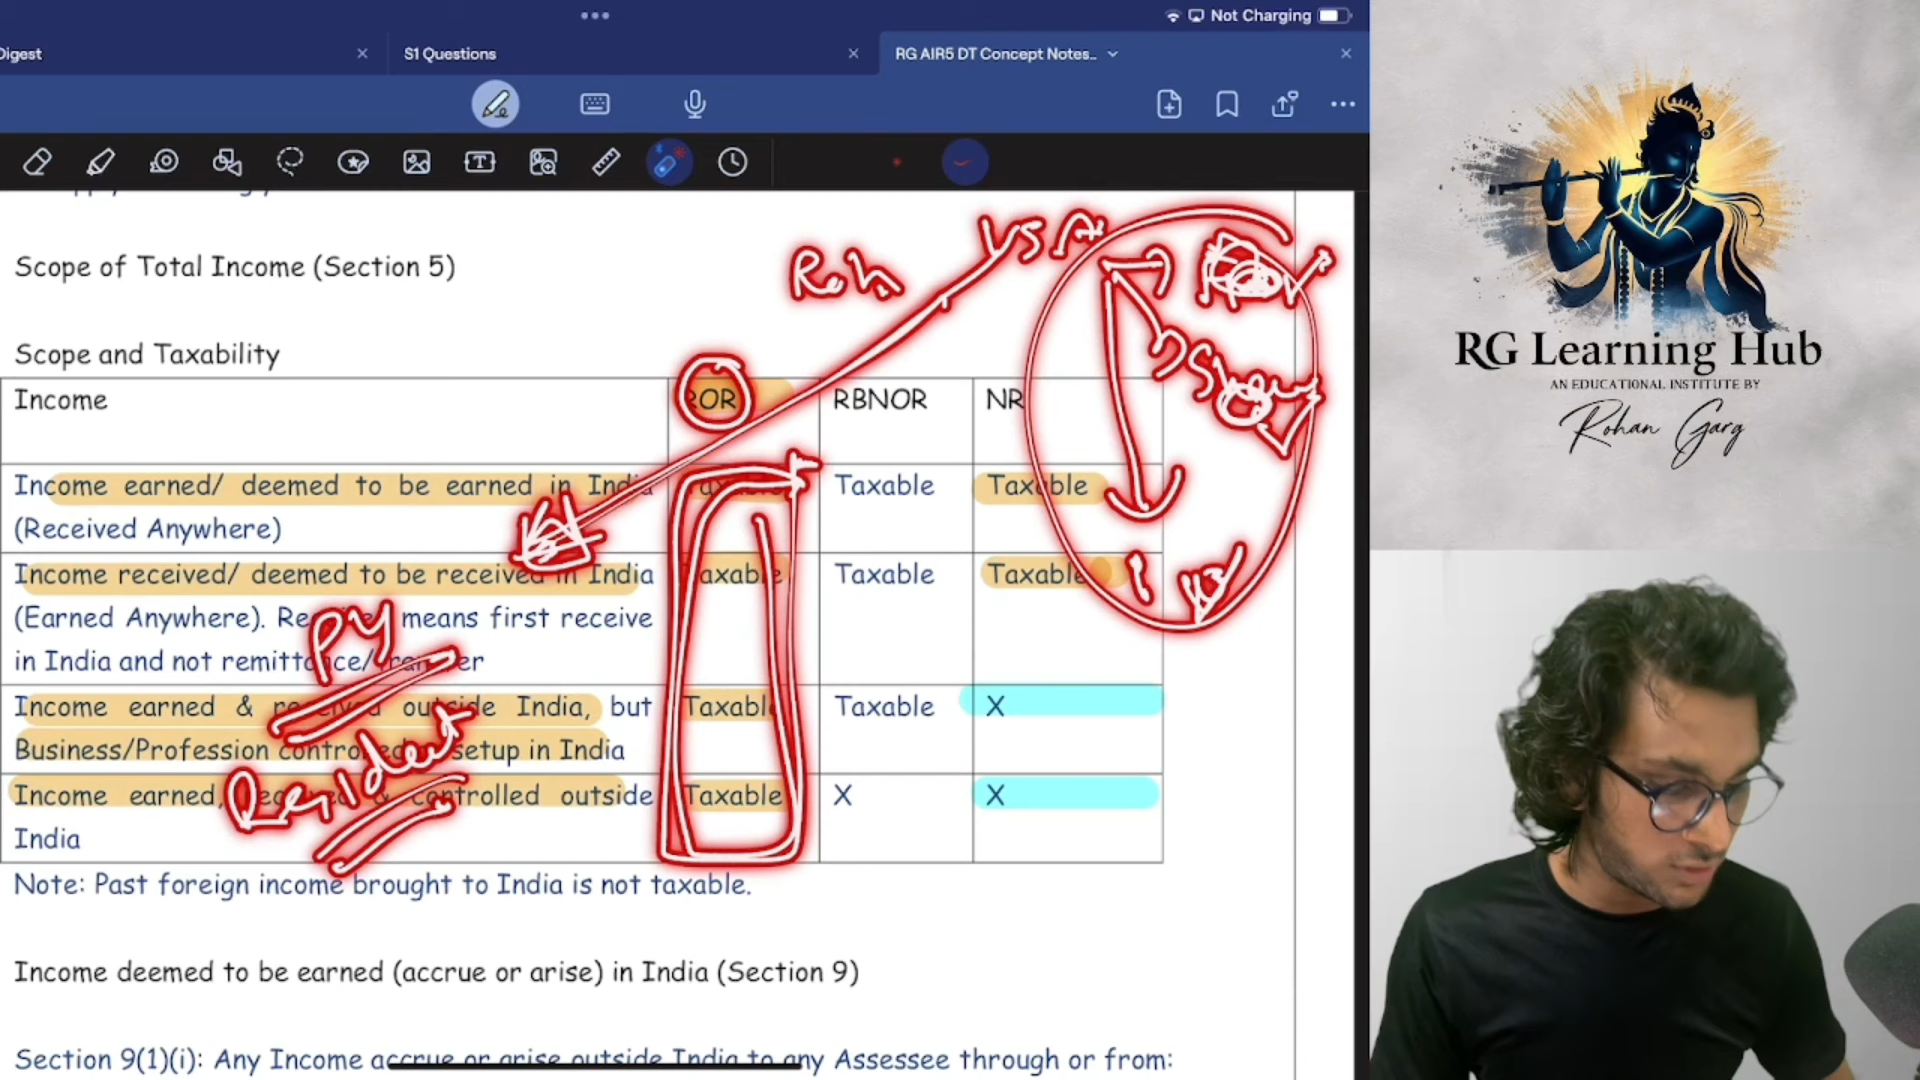 Not Charging
Digest
S1 Questions
RG AIR5 DT Concept Notes..
Scope of Total Income (Section 5)
Roh
USA
Scope and Taxability
Income ROR RBNOR NR
Income earned/ deemed to be earned in India Taxable Taxable Taxable
(Received Anywhere)
Income received/ deemed to be received in India Taxable Taxable Taxable
(Earned Anywhere). means first receive
in India and not remittance/
PY
Income earned & received outside India, but Taxable Taxable X
Business/Profession setup in India
Income earned, & controlled outside Taxable X X
India
Resident
Note: Past foreign income brought to India is not taxable.
Income deemed to be earned (accrue or arise) in India (Section 9)
Section 9(1)(i): Any Income accrue or arise outside India to any Assessee through or from:
RG Learning Hub
AN EDUCATIONAL INSTITUTE BY
Rohan Garg